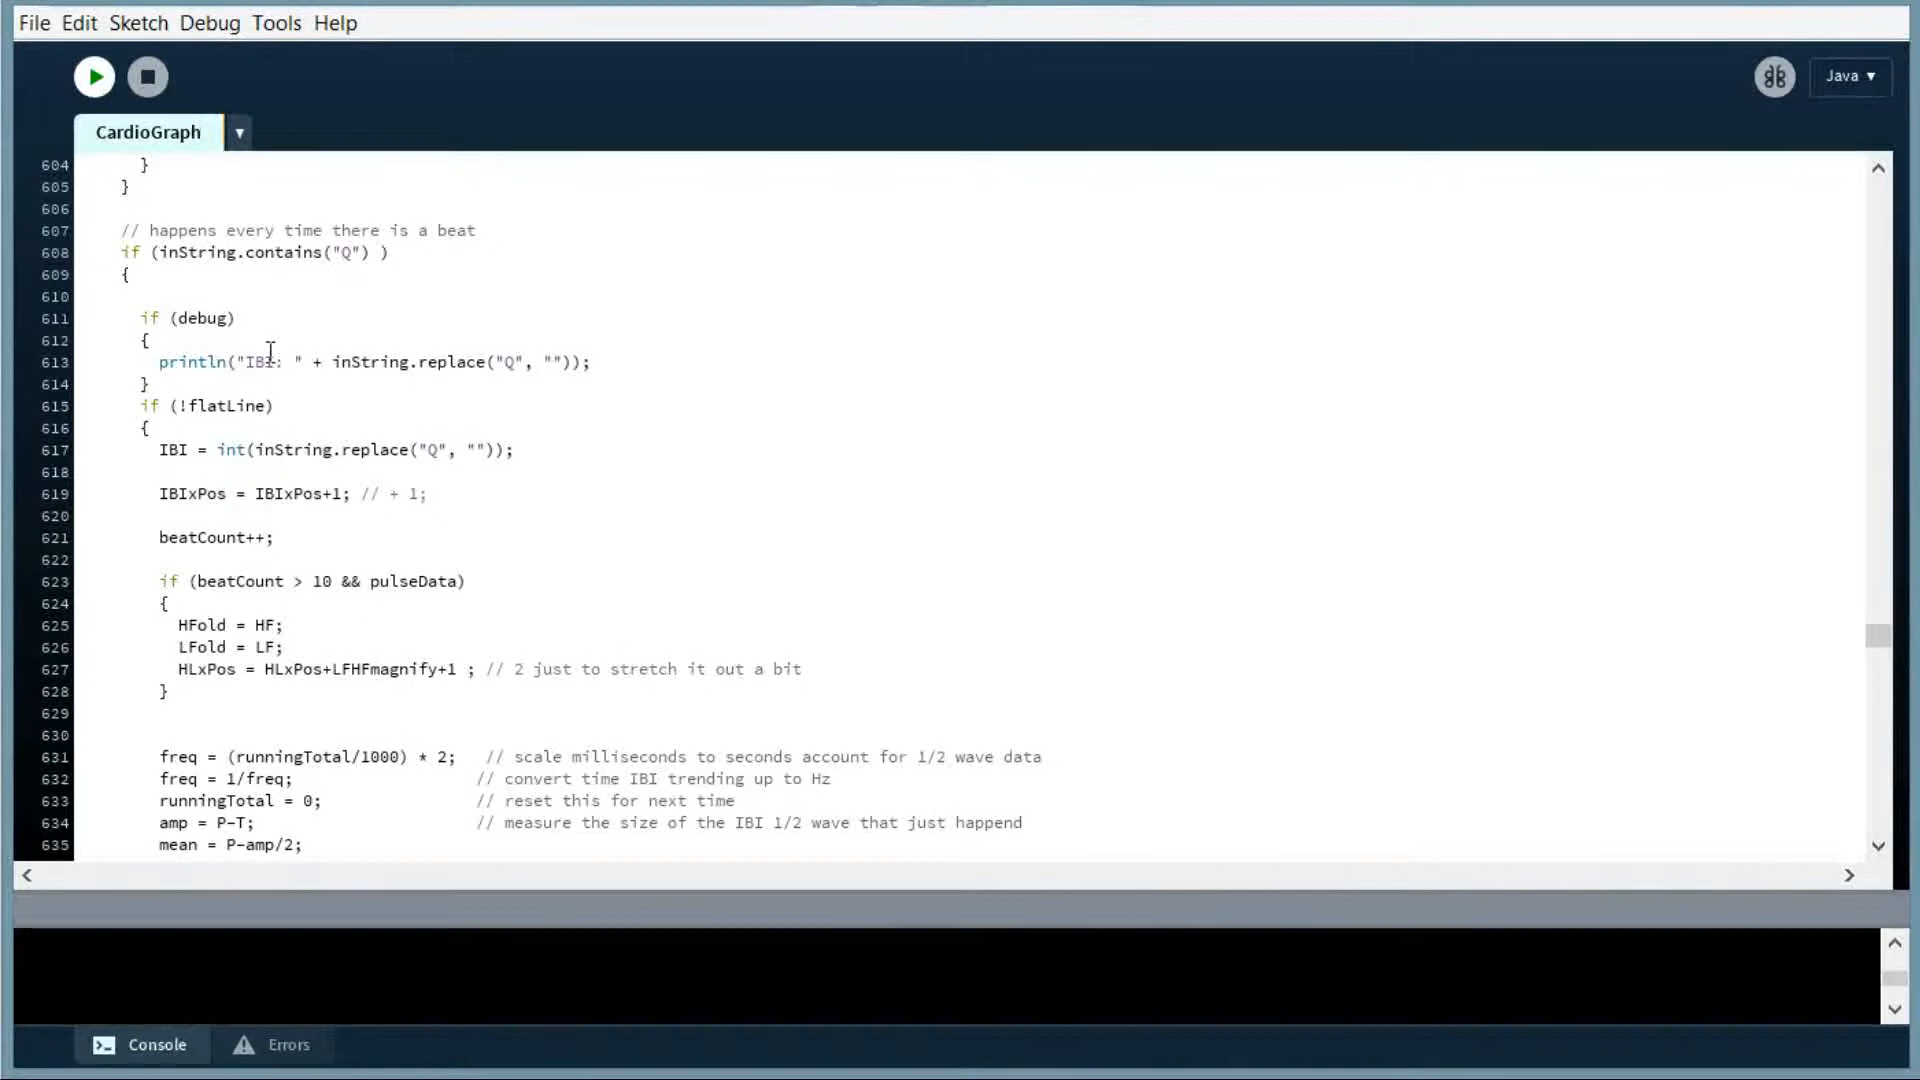 File Edit Sketch Debug Tools Help
Java ▼
CardioGraph ▼
604 }
605 }
606
607 // happens every time there is a beat
608 if (inString.contains("Q") )
609 {
610
611 if (debug)
612 {
613 println("IBI: " + inString.replace("Q", ""));
614 }
615 if (!flatLine)
616 {
617 IBI = int(inString.replace("Q", ""));
618
619 IBIxPos = IBIxPos+1; // + 1;
620
621 beatCount++;
622
623 if (beatCount > 10 && pulseData)
624 {
625 HFold = HF;
626 LFold = LF;
627 HLxPos = HLxPos+LFHFmagnify+1 ; // 2 just to stretch it out a bit
628 }
629
630
631 freq = (runningTotal/1000) * 2; // scale milliseconds to seconds account for 1/2 wave data
632 freq = 1/freq; // convert time IBI trending up to Hz
633 runningTotal = 0; // reset this for next time
634 amp = P-T; // measure the size of the IBI 1/2 wave that just happend
635 mean = P-amp/2;
Console Errors